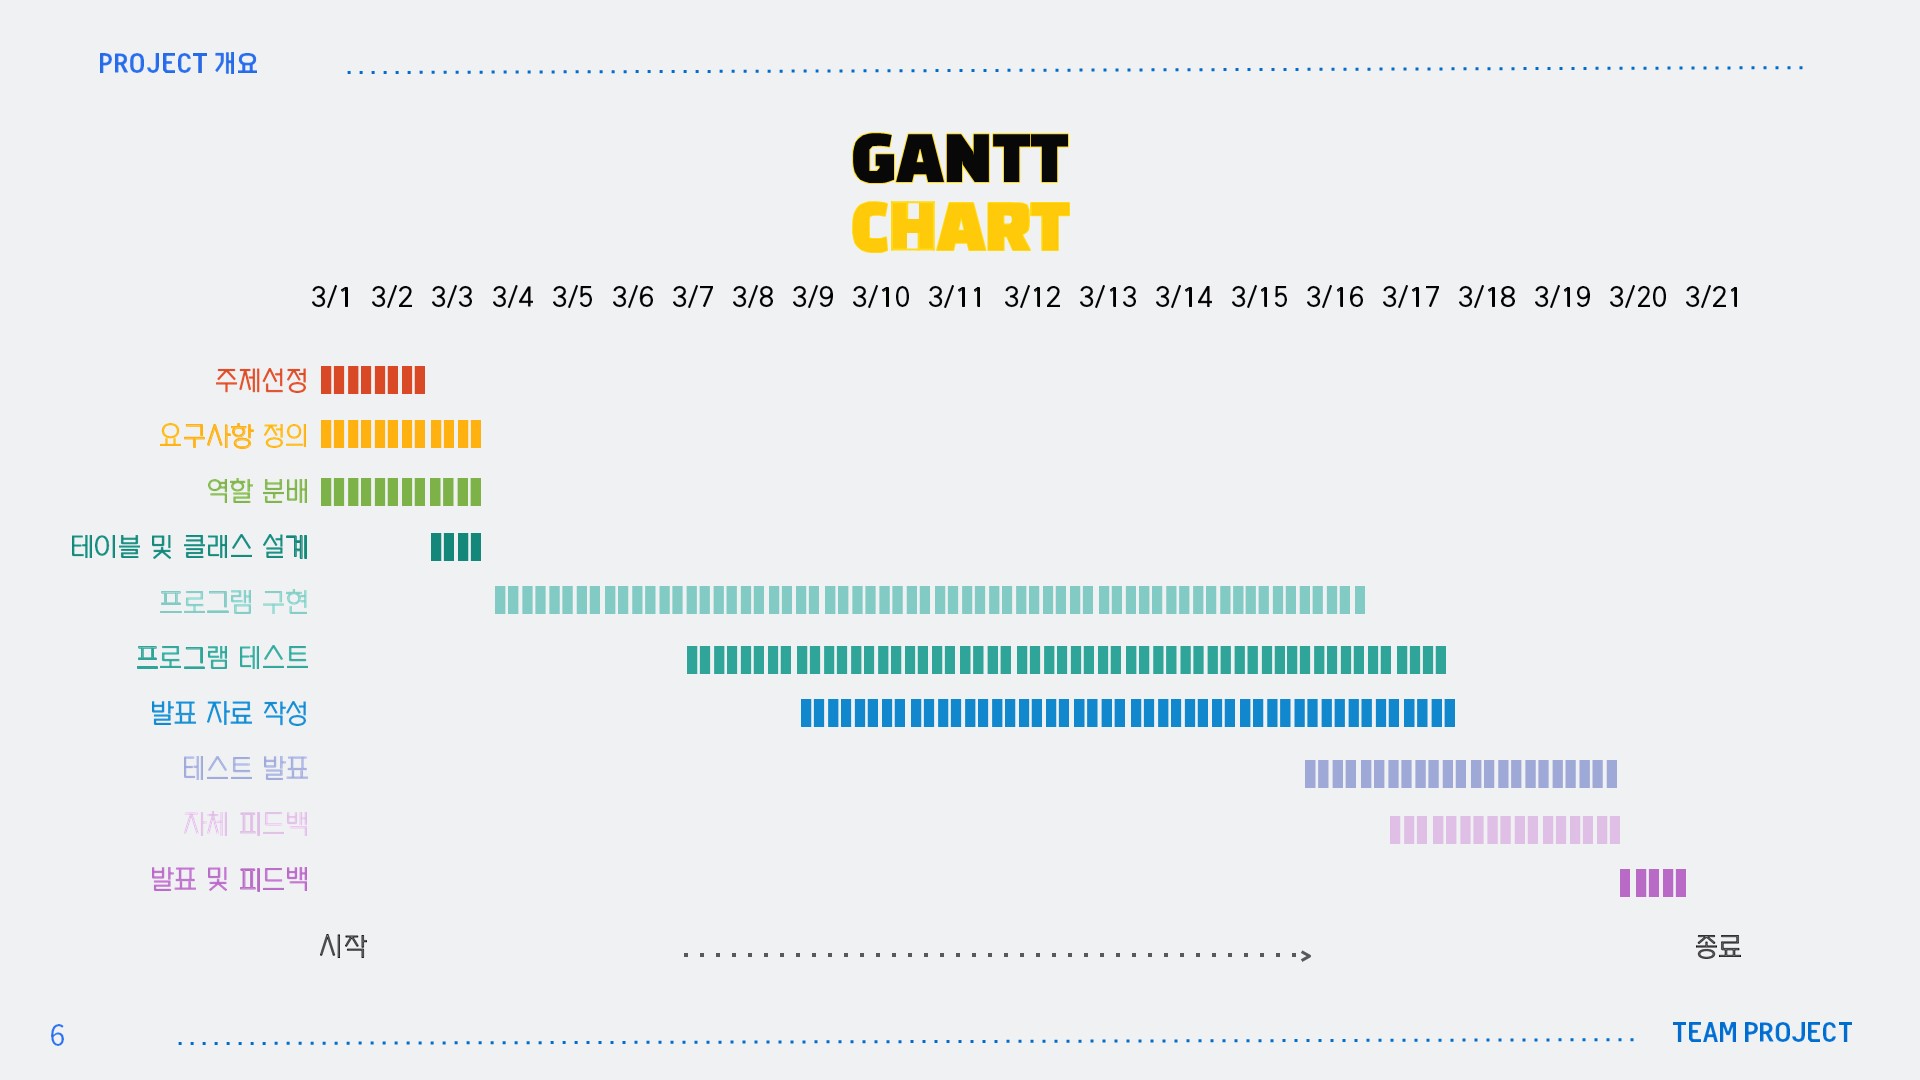 PROJECT 개요
GANTT
CHART
3/1 3/2 3/3 3/4 3/5 3/6 3/7 3/8 3/9 3/10 3/11 3/12 3/13 3/14 3/15 3/16 3/17 3/18 3/19 3/20 3/21
주제선정
요구사항 정의
역할 분배
테이블 및 클래스 설계
프로그램 구현
프로그램 테스트
발표 자료 작성
테스트 발표
자체 피드백
발표 및 피드백
시작 종료
6 TEAM PROJECT